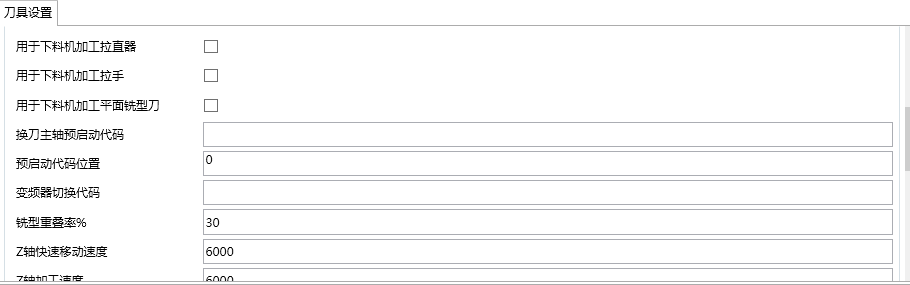 刀具设置
用于下料机加工拉直器
用于下料机加工拉手
用于下料机加工平面铣型刀
换刀主轴预启动代码
预启动代码位置 0
变频器切换代码
铣型重叠率% 30
Z轴快速移动速度 6000
Z轴加工速度 6000